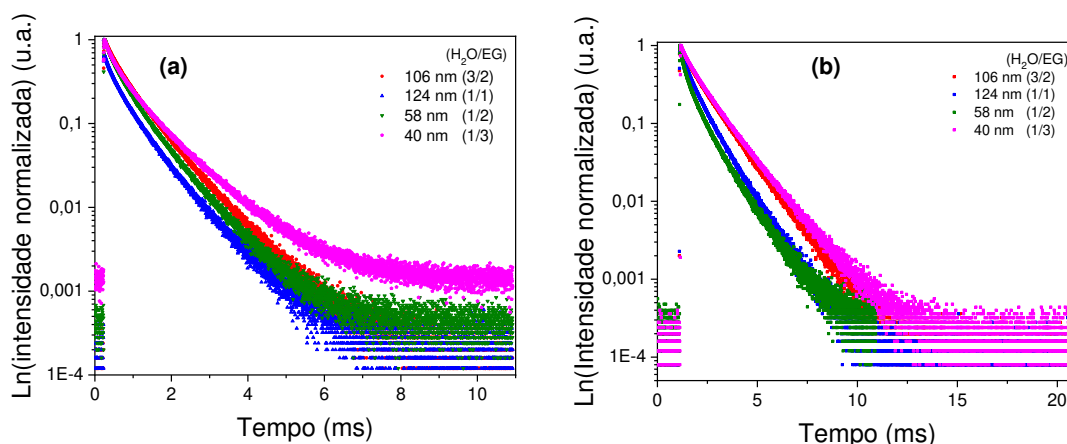 Ln(intensidade normalizada) (u.a.)
1
0,1
0,01
0,001
1E-4
(a)
(H₂O/EG)
106 nm (3/2)
124 nm (1/1)
58 nm (1/2)
40 nm (1/3)
0 2 4 6 8 10
Tempo (ms)
Ln(Intensidade normalizada) (u.a.)
1
0,1
0,01
0,001
1E-4
(b)
(H₂O/EG)
106 nm (3/2)
124 nm (1/1)
58 nm (1/2)
40 nm (1/3)
0 5 10 15 20
Tempo (ms)